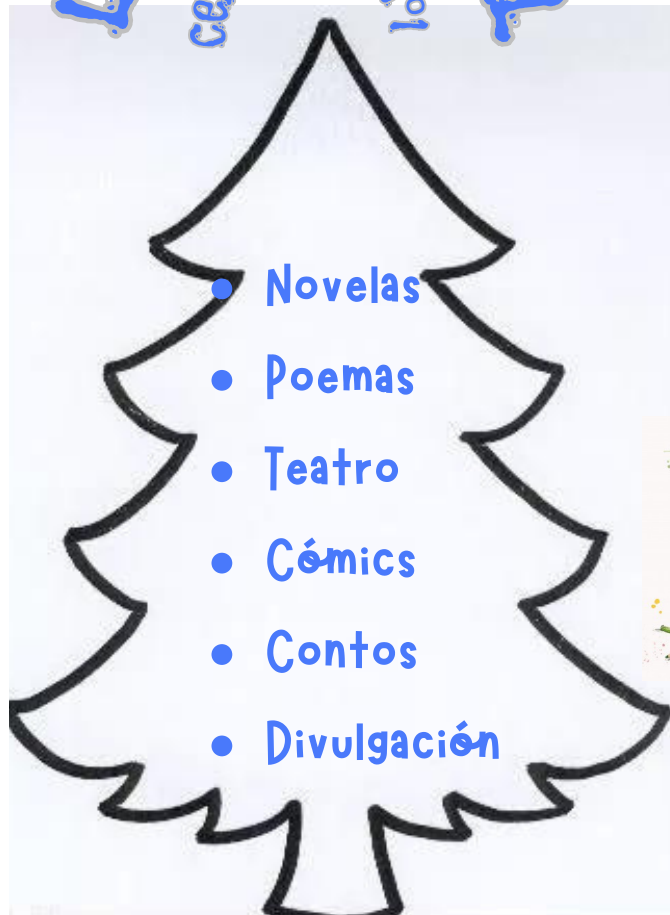 Novelas
Poemas
Teatro
Cómics
Contos
Divulgación